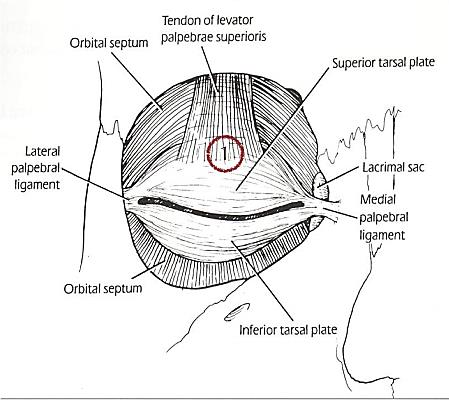 Tendon of levator
palpebrae superioris
Orbital septum
Superior tarsal plate
Lateral
palpebral
ligament
Lacrimal sac
Medial
palpebral
ligament
Orbital septum
Inferior tarsal plate